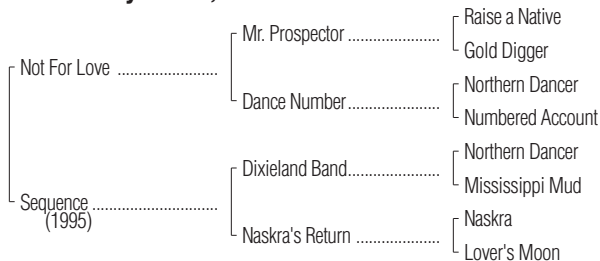 Raise a Native
Mr. Prospector ......................
Gold Digger
Not For Love ........................
Northern Dancer
Dance Number......................
Numbered Account
Northern Dancer
Dixieland Band......................
Mississippi Mud
Sequence ..............................
(1995)
Naskra
Naskra's Return ....................
Lover's Moon